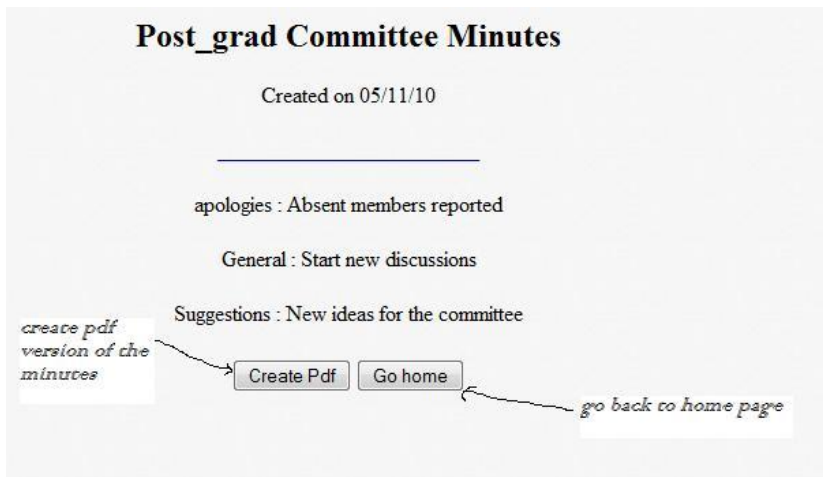 Post_grad Committee Minutes
Created on 05/11/10
apologies : Absent members reported
General : Start new discussions
Suggestions : New ideas for the committee
create pdf
version of the
minutes
Create Pdf
Go home
go back to home page